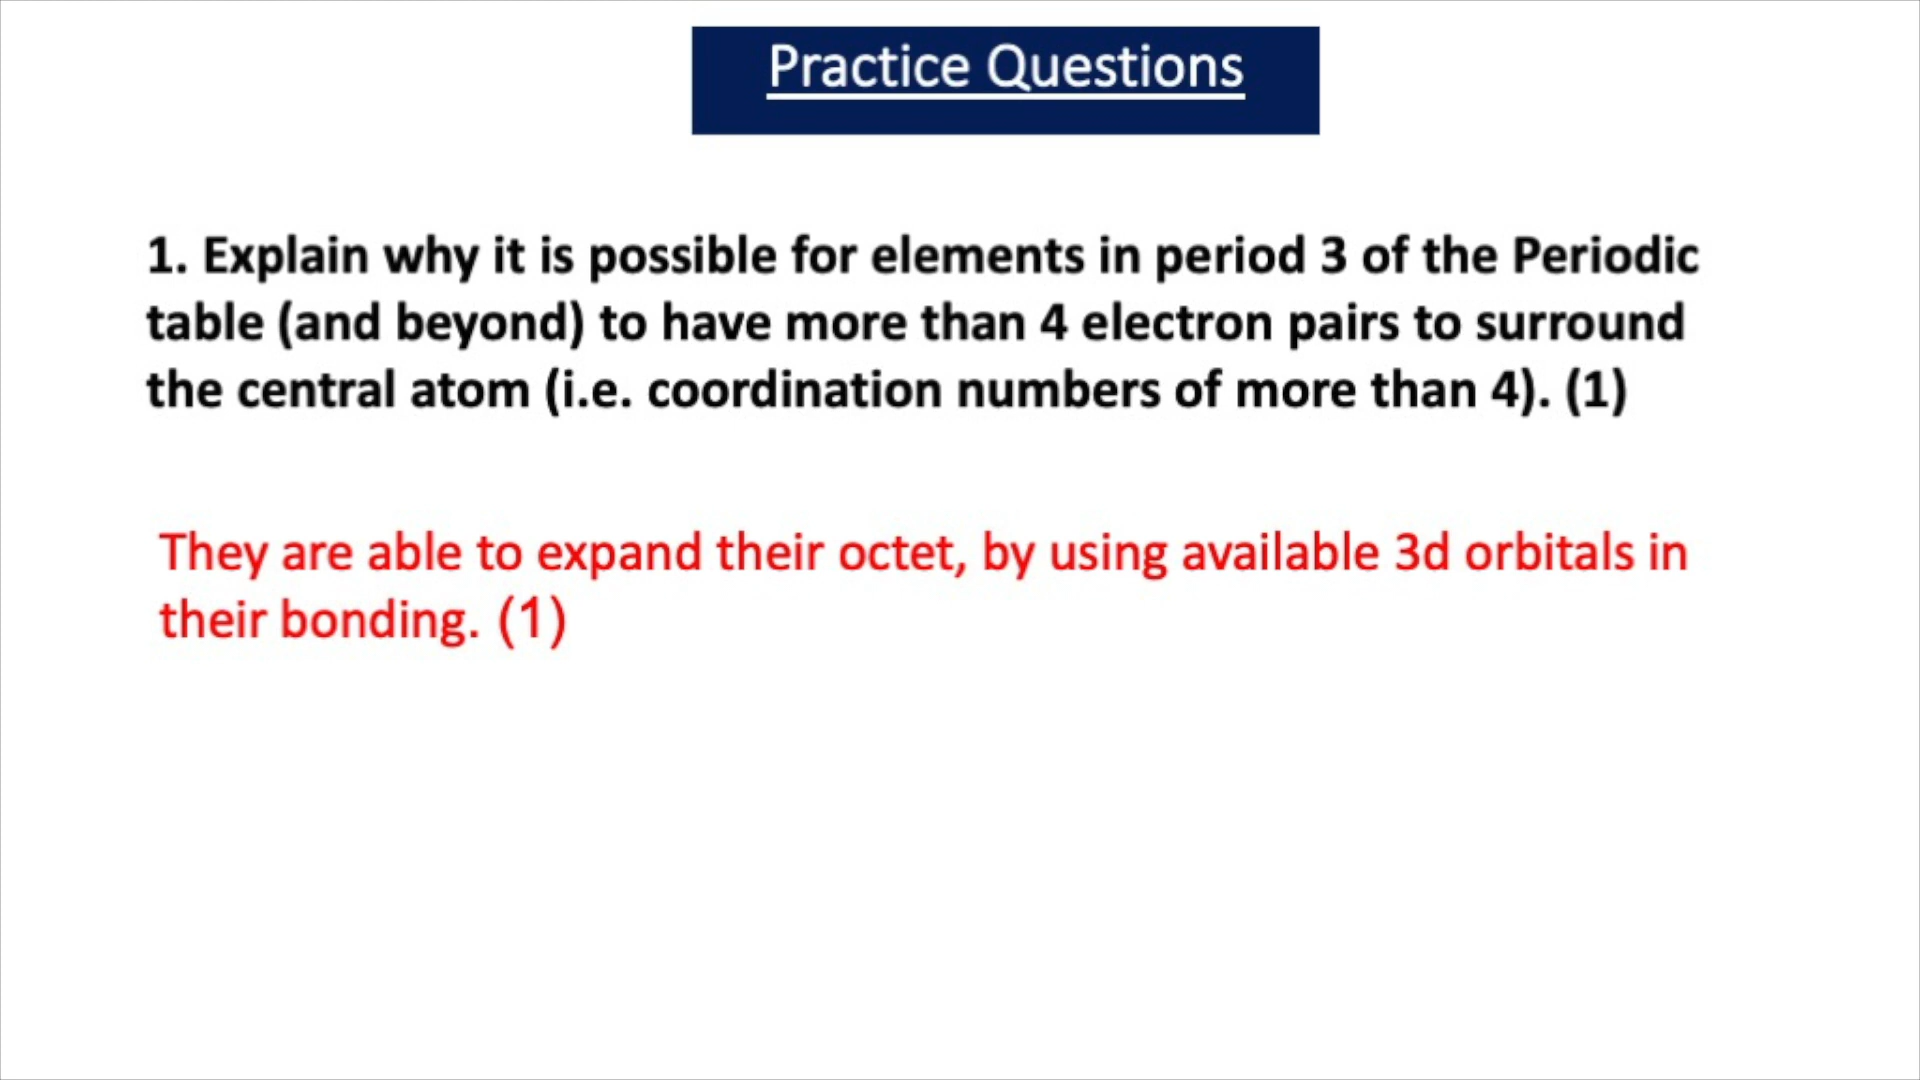 Practice Questions
1. Explain why it is possible for elements in period 3 of the Periodic
table (and beyond) to have more than 4 electron pairs to surround
the central atom (i.e. coordination numbers of more than 4). (1)
They are able to expand their octet, by using available 3d orbitals in
their bonding. (1)